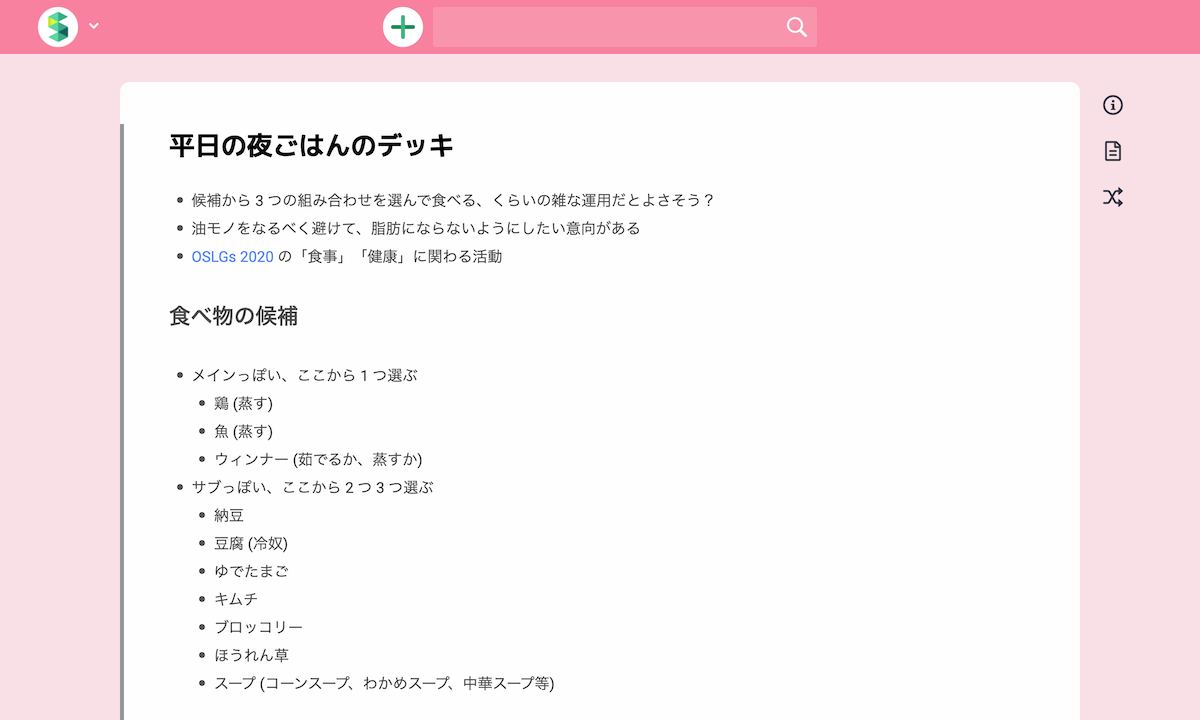 平日の夜ごはんのデッキ
候補から 3 つの組み合わせを選んで食べる、くらいの雑な運用だとよさそう？
油モノをなるべく避けて、脂肪にならないようにしたい意向がある
OSLGs 2020 の「食事」「健康」に関わる活動
食べ物の候補
メインっぽい、ここから 1 つ選ぶ
鶏 (蒸す)
魚 (蒸す)
ウィンナー (茹でるか、蒸すか)
サブっぽい、ここから 2 つ 3 つ選ぶ
納豆
豆腐 (冷奴)
ゆでたまご
キムチ
ブロッコリー
ほうれん草
スープ (コーンスープ、わかめスープ、中華スープ等)